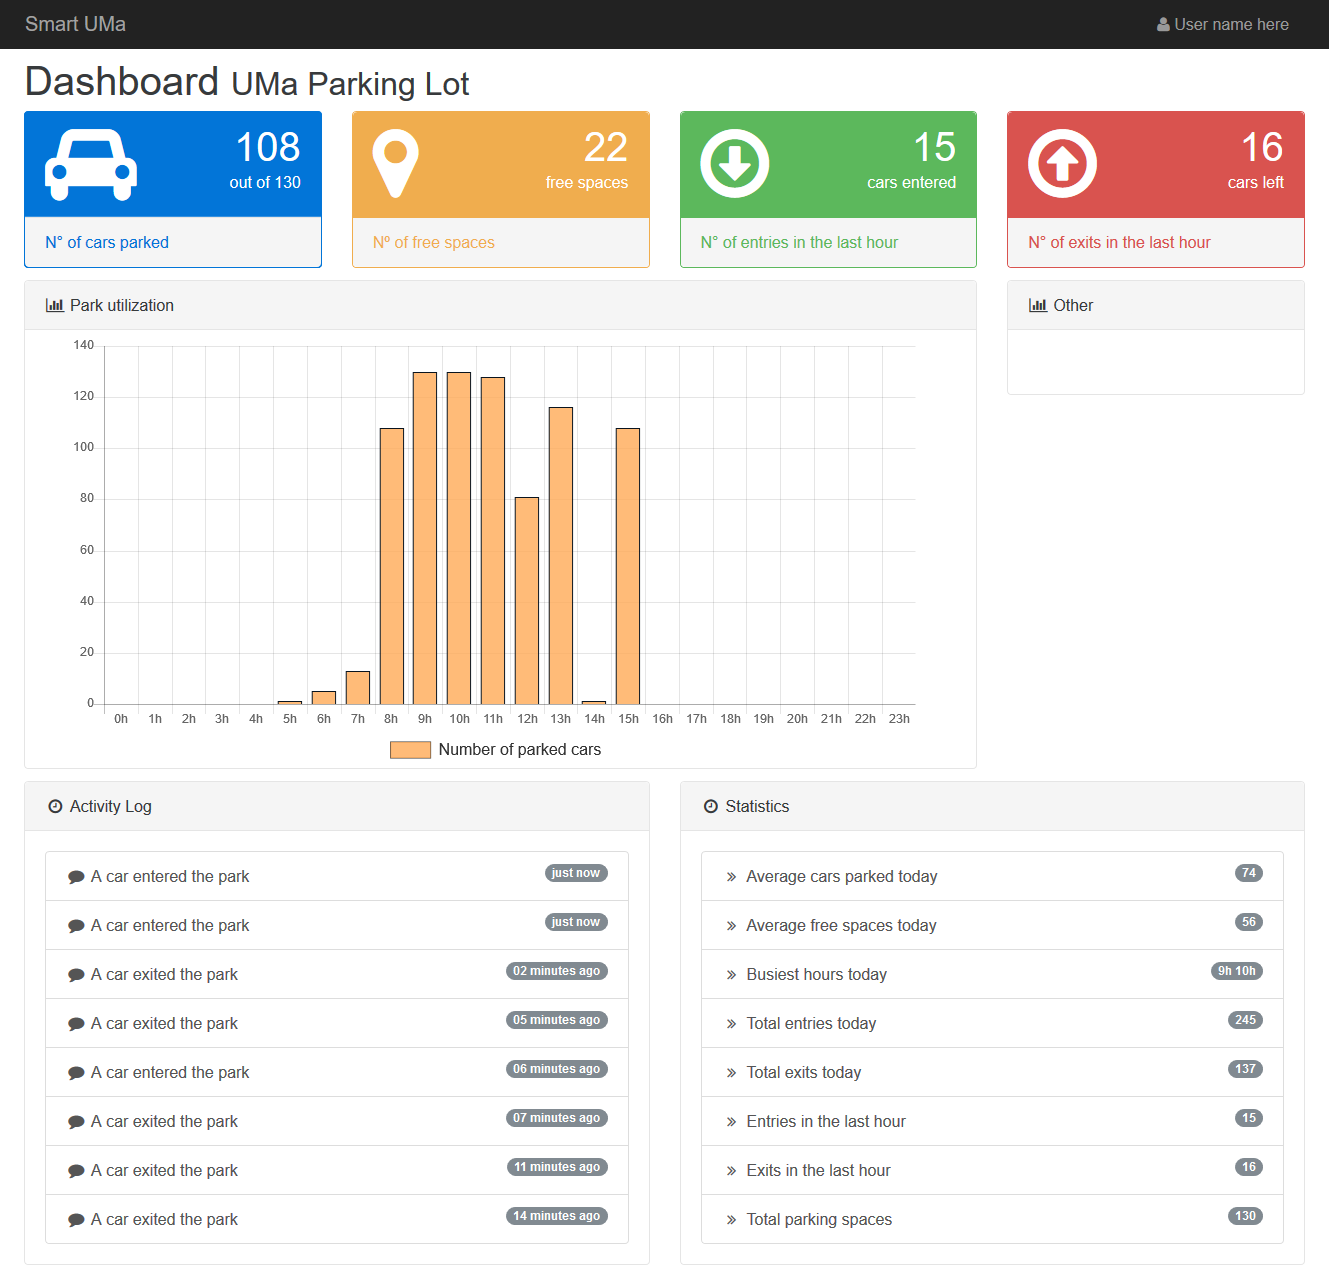 Smart UMa
User name here
Dashboard UMa Parking Lot
108
out of 130
N° of cars parked
22
free spaces
Nº of free spaces
15
cars entered
N° of entries in the last hour
16
cars left
N° of exits in the last hour
Park utilization
140
120
100
80
60
40
20
0
0h 1h 2h 3h 4h 5h 6h 7h 8h 9h 10h 11h 12h 13h 14h 15h 16h 17h 18h 19h 20h 21h 22h 23h
Number of parked cars
Other
Activity Log
A car entered the park just now
A car entered the park just now
A car exited the park 02 minutes ago
A car exited the park 05 minutes ago
A car entered the park 06 minutes ago
A car exited the park 07 minutes ago
A car exited the park 11 minutes ago
A car exited the park 14 minutes ago
Statistics
Average cars parked today 74
Average free spaces today 56
Busiest hours today 9h 10h
Total entries today 245
Total exits today 137
Entries in the last hour 15
Exits in the last hour 16
Total parking spaces 130